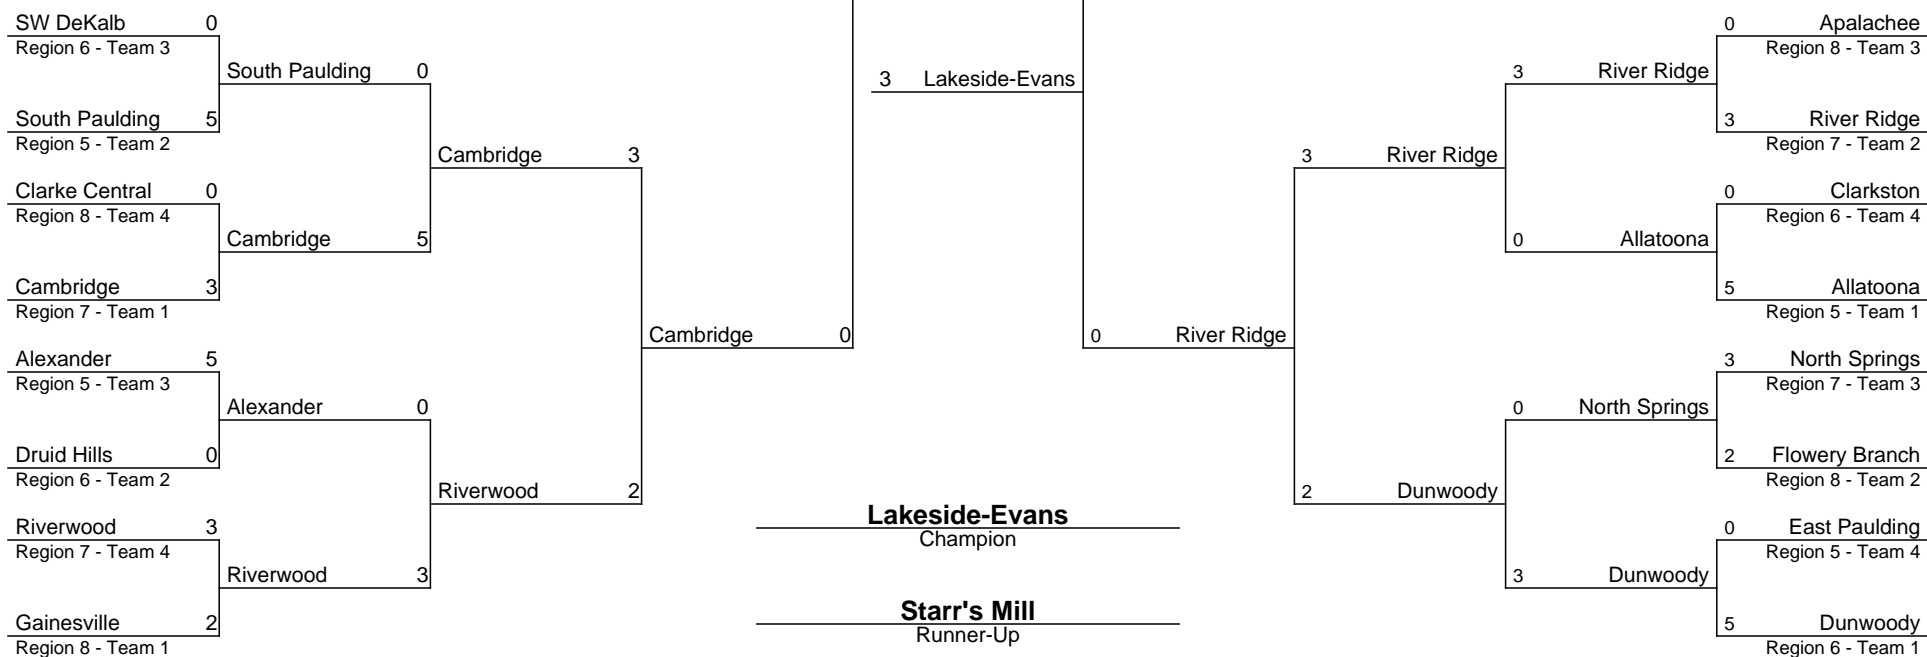 SW DeKalb 0
Region 6 - Team 3
South Paulding 0
South Paulding 5
Region 5 - Team 2
Cambridge 3
Clarke Central 0
Region 8 - Team 4
Cambridge 5
Cambridge 3
Region 7 - Team 1
Cambridge 0
Alexander 5
Region 5 - Team 3
Alexander 0
Druid Hills 0
Region 6 - Team 2
Riverwood 2
Riverwood 3
Region 7 - Team 4
Riverwood 3
Gainesville 2
Region 8 - Team 1
3 Lakeside-Evans
Lakeside-Evans
Champion
Starr's Mill
Runner-Up
0 Apalachee
Region 8 - Team 3
3 River Ridge
3 River Ridge
Region 7 - Team 2
3 River Ridge
0 Clarkston
Region 6 - Team 4
0 Allatoona
5 Allatoona
Region 5 - Team 1
0 River Ridge
3 North Springs
Region 7 - Team 3
0 North Springs
2 Flowery Branch
Region 8 - Team 2
2 Dunwoody
0 East Paulding
Region 5 - Team 4
3 Dunwoody
5 Dunwoody
Region 6 - Team 1